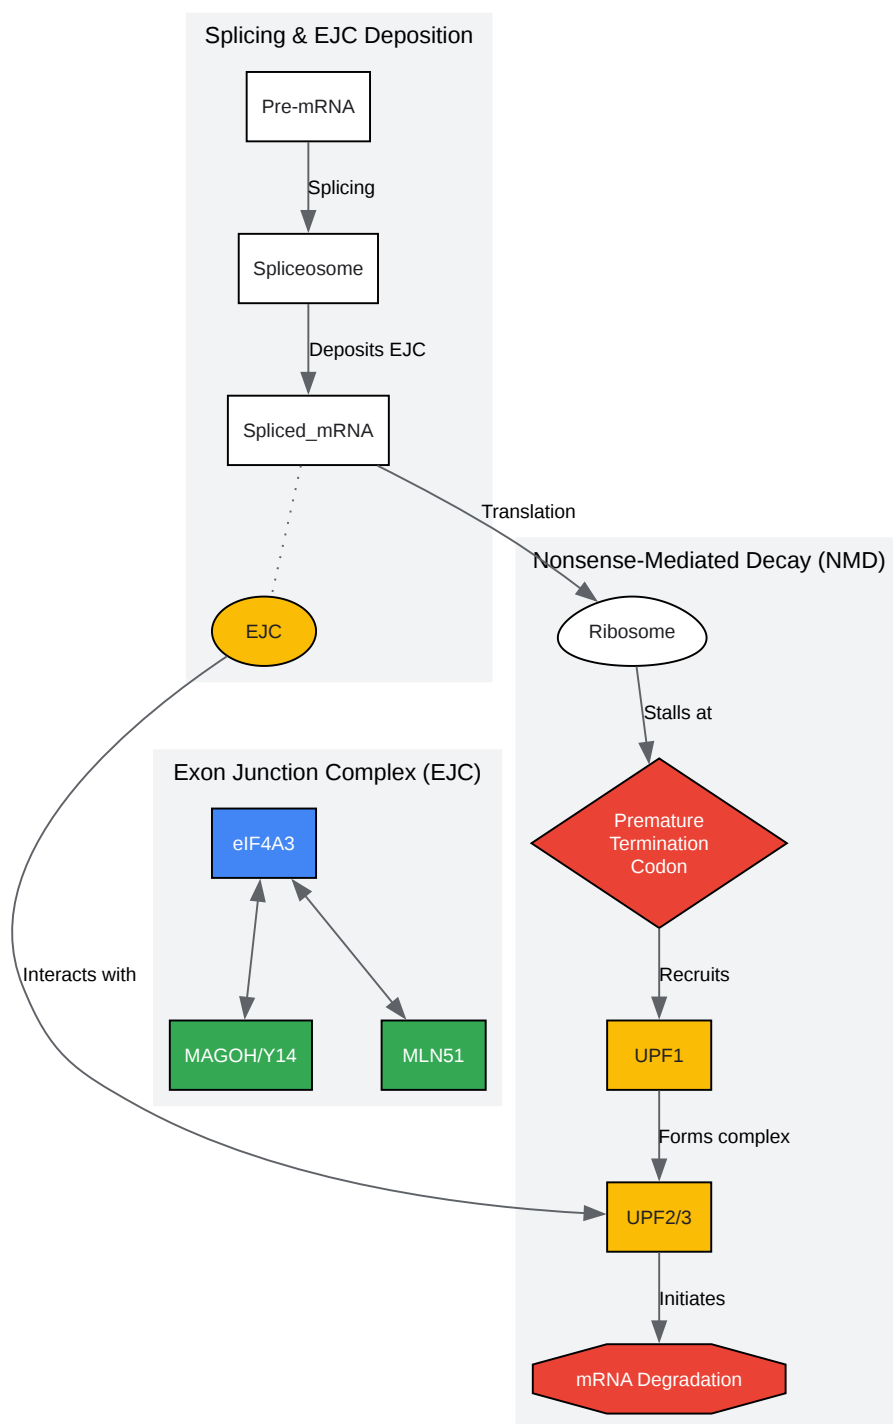 Splicing & EJC Deposition
Pre-mRNA
Splicing
Spliceosome
Deposits EJC
Spliced_mRNA
Translation
Nonsense-Mediated Decay (NMD)
EJC
Ribosome
Stalls at
Exon Junction Complex (EJC)
eIF4A3
Premature
Termination
Codon
Interacts with
Recruits
MAGOH/Y14
MLN51
UPF1
Forms complex
UPF2/3
Initiates
mRNA Degradation